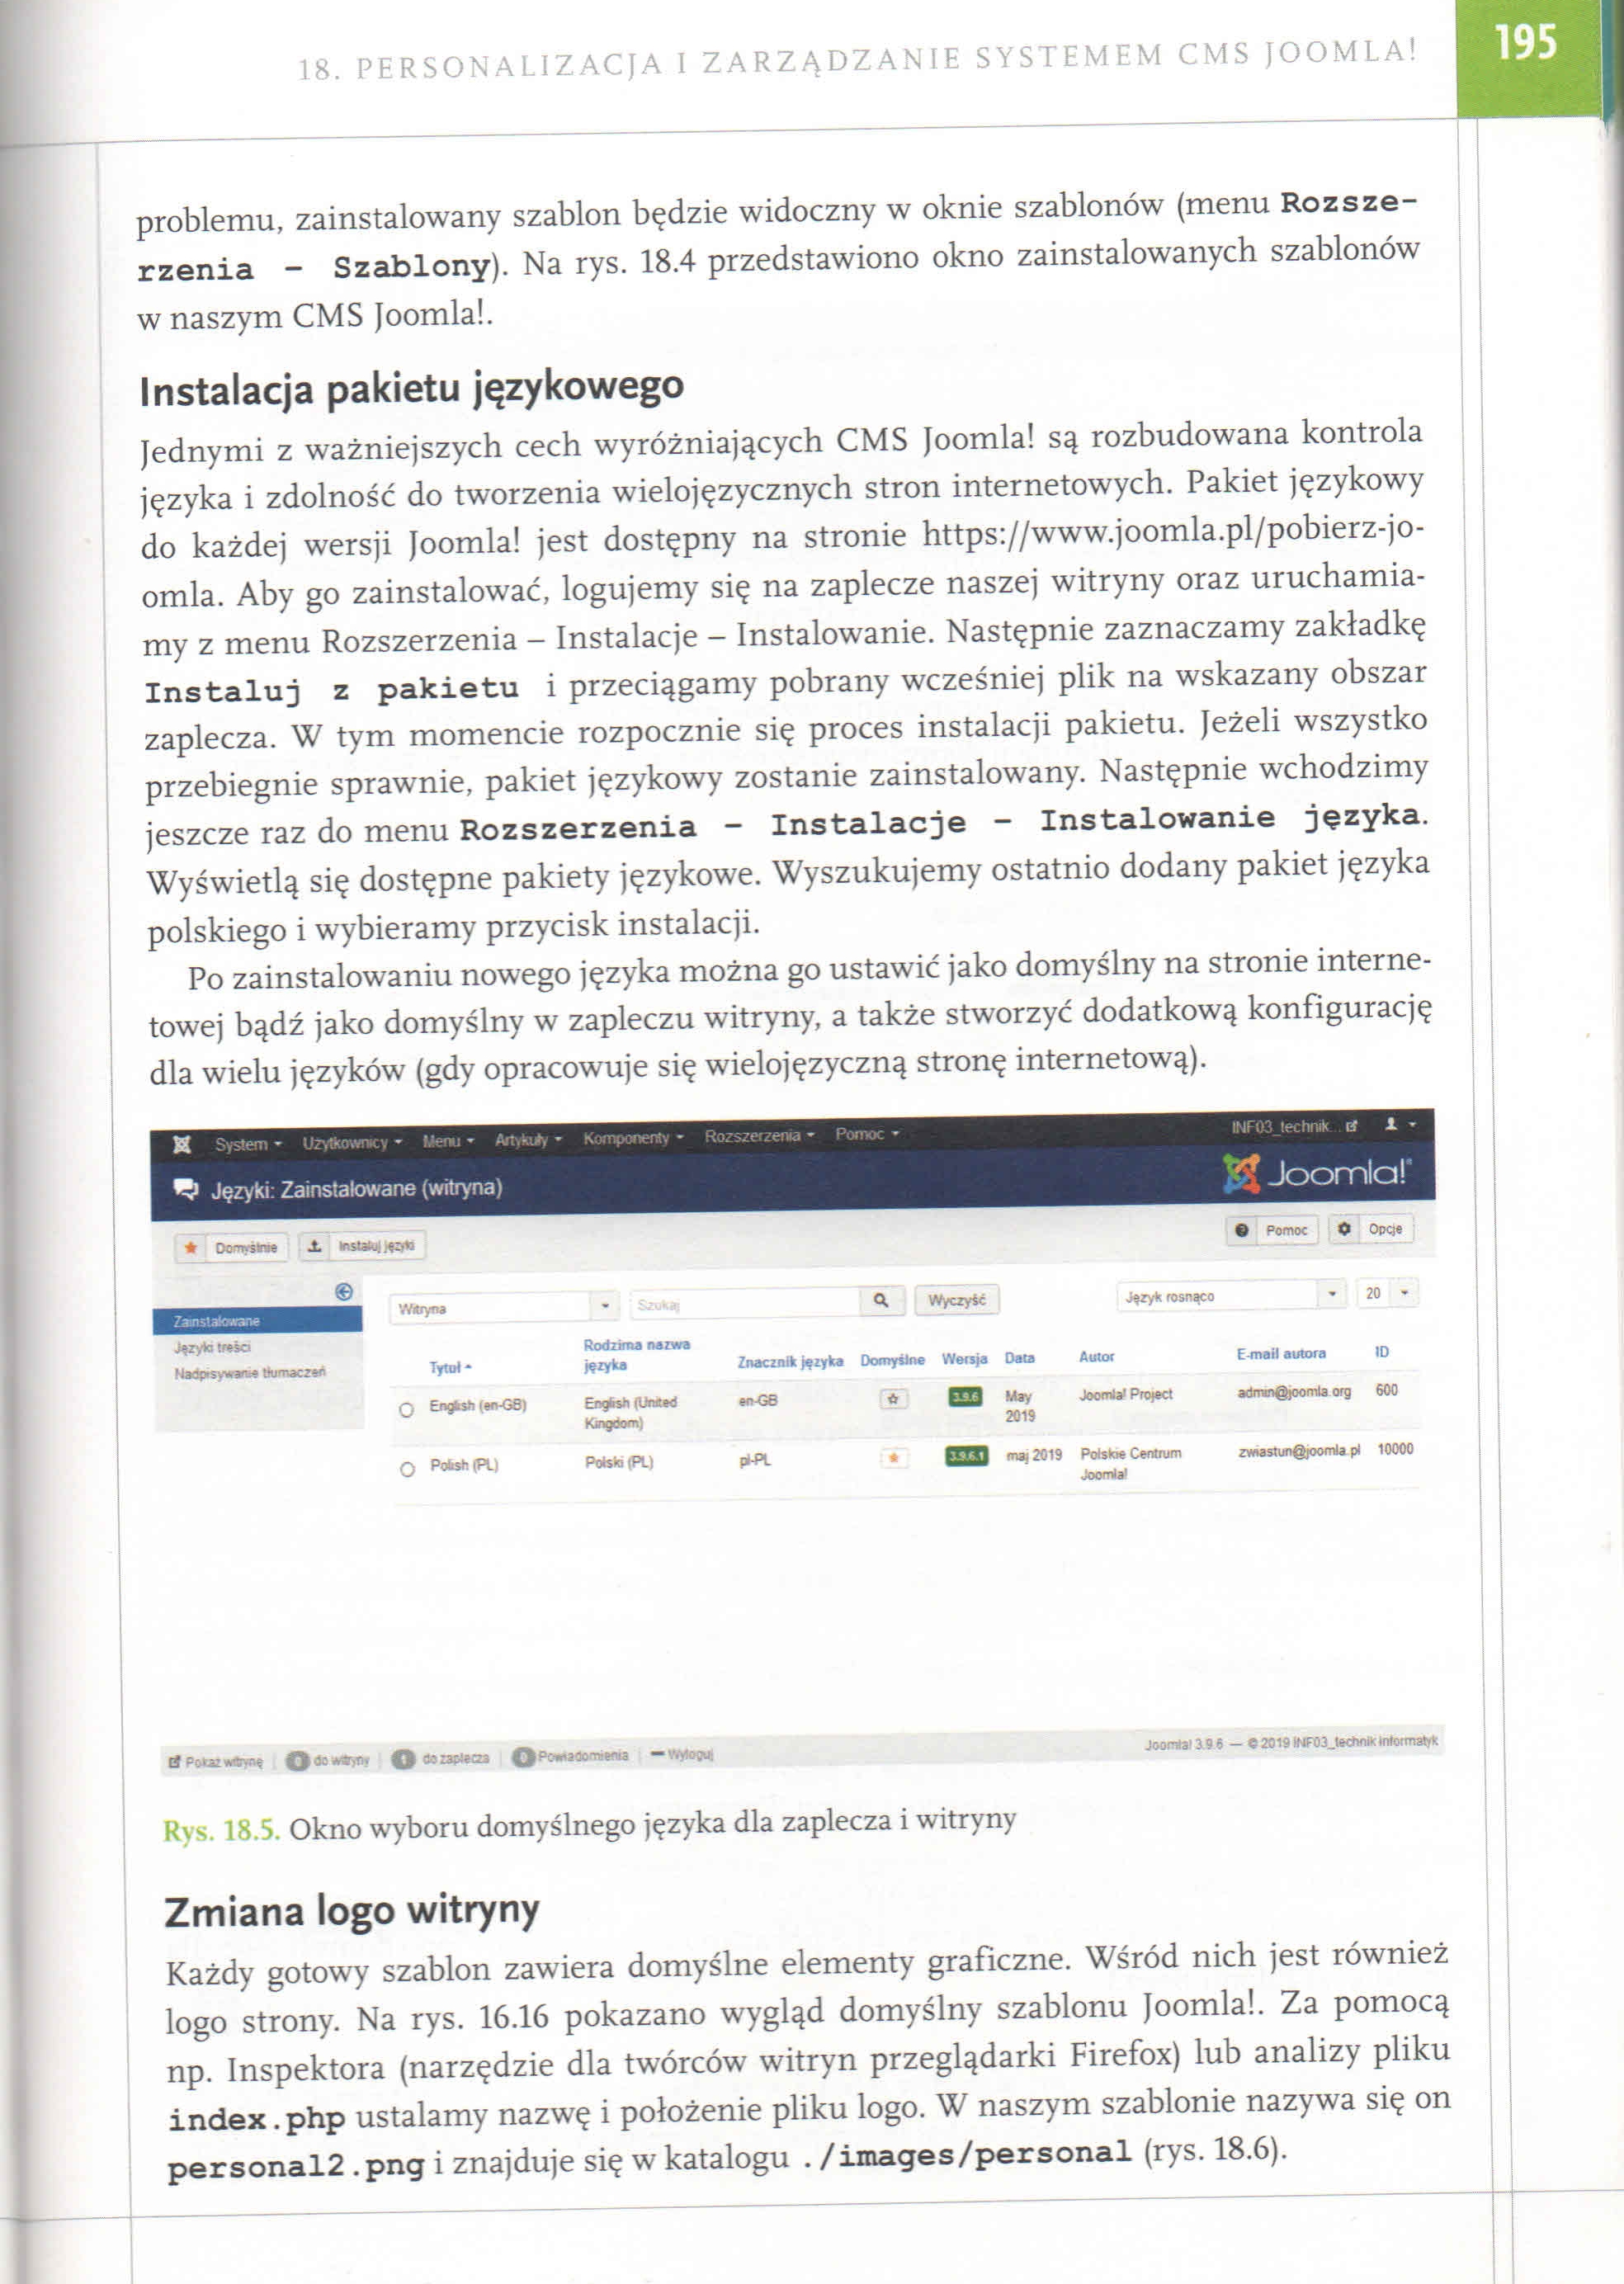 18. PERSONALIZACJA I ZARZĄDZANIE SYSTEMEM CMS JOOMLA!
195
problemu, zainstalowany szablon będzie widoczny w oknie szablonów (menu Rozsze-
rzenia – Szablony). Na rys. 18.4 przedstawiono okno zainstalowanych szablonów
w naszym CMS Joomla!.
Instalacja pakietu językowego
Jednymi z ważniejszych cech wyróżniających CMS Joomla! są rozbudowana kontrola
języka i zdolność do tworzenia wielojęzycznych stron internetowych. Pakiet językowy
do każdej wersji Joomla! jest dostępny na stronie https://www.joomla.pl/pobierz-jo-
omla. Aby go zainstalować, logujemy się na zaplecze naszej witryny oraz uruchamia-
my z menu Rozszerzenia – Instalacje – Instalowanie. Następnie zaznaczamy zakładkę
Instaluj z pakietu i przeciągamy pobrany wcześniej plik na wskazany obszar
zaplecza. W tym momencie rozpocznie się proces instalacji pakietu. Jeżeli wszystko
przebiegnie sprawnie, pakiet językowy zostanie zainstalowany. Następnie wchodzimy
jeszcze raz do menu Rozszerzenia – Instalacje – Instalowanie języka.
Wyświetlą się dostępne pakiety językowe. Wyszukujemy ostatnio dodany pakiet języka
polskiego i wybieramy przycisk instalacji.
Po zainstalowaniu nowego języka można go ustawić jako domyślny na stronie interne-
towej bądź jako domyślny w zapleczu witryny, a także stworzyć dodatkową konfigurację
dla wielu języków (gdy opracowuje się wielojęzyczną stronę internetową).
System Użytkownicy Menu Artykuły Komponenty Rozszerzenia Pomoc INF03_technik...
Języki: Zainstalowane (witryna) Joomla!
Domyślnie Instaluj języki Pomoc Opcje
Zainstalowane
Języki treści
Nadpisywanie tłumaczeń
Witryna Szukaj Wyczyść Język rosnąco 20
Tytuł Rodzima nazwa języka Znacznik języka Domyślne Wersja Data Autor E-mail autora ID
English (en-GB) English (United Kingdom) en-GB 3.9.6 May 2019 Joomla! Project admin@joomla.org 600
Polish (PL) Polski (PL) pl-PL 3.9.6.1 maj 2019 Polskie Centrum Joomla! zwiastun@joomla.pl 10000
Pokaż witrynę 0 do witryny 1 do zaplecza 0 Powiadomienia Wyloguj Joomla! 3.9.6 — © 2019 INF03_technik informatyk
Rys. 18.5. Okno wyboru domyślnego języka dla zaplecza i witryny
Zmiana logo witryny
Każdy gotowy szablon zawiera domyślne elementy graficzne. Wśród nich jest również
logo strony. Na rys. 16.16 pokazano wygląd domyślny szablonu Joomla!. Za pomocą
np. Inspektora (narzędzie dla twórców witryn przeglądarki Firefox) lub analizy pliku
index.php ustalamy nazwę i położenie pliku logo. W naszym szablonie nazywa się on
personal2.png i znajduje się w katalogu ./images/personal (rys. 18.6).